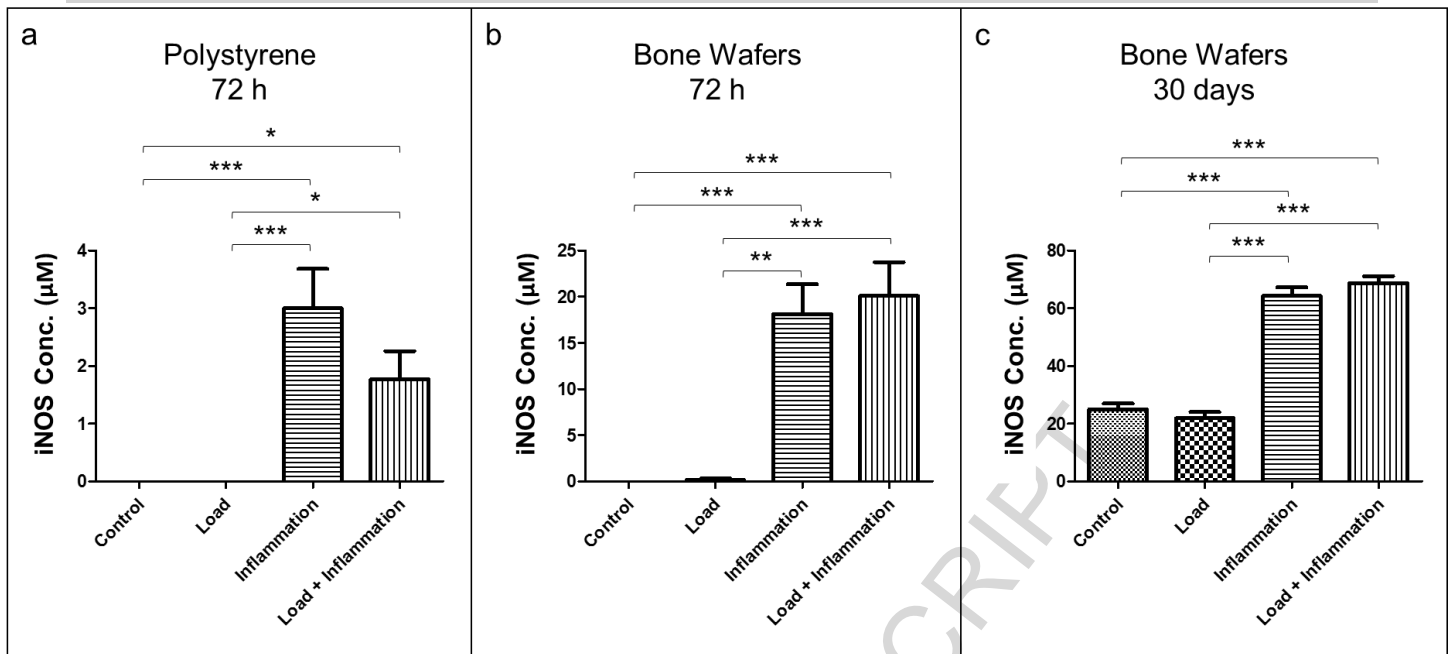 a
Polystyrene
72 h
*
***
*
***
4
3
2
1
0
iNOS Conc. (µM)
Control
Load
Inflammation
Load + Inflammation
b
Bone Wafers
72 h
***
***
***
**
25
20
15
10
5
0
iNOS Conc. (µM)
Control
Load
Inflammation
Load + Inflammation
c
Bone Wafers
30 days
***
***
***
***
80
60
40
20
0
iNOS Conc. (µM)
Control
Load
Inflammation
Load + Inflammation
CRIPT